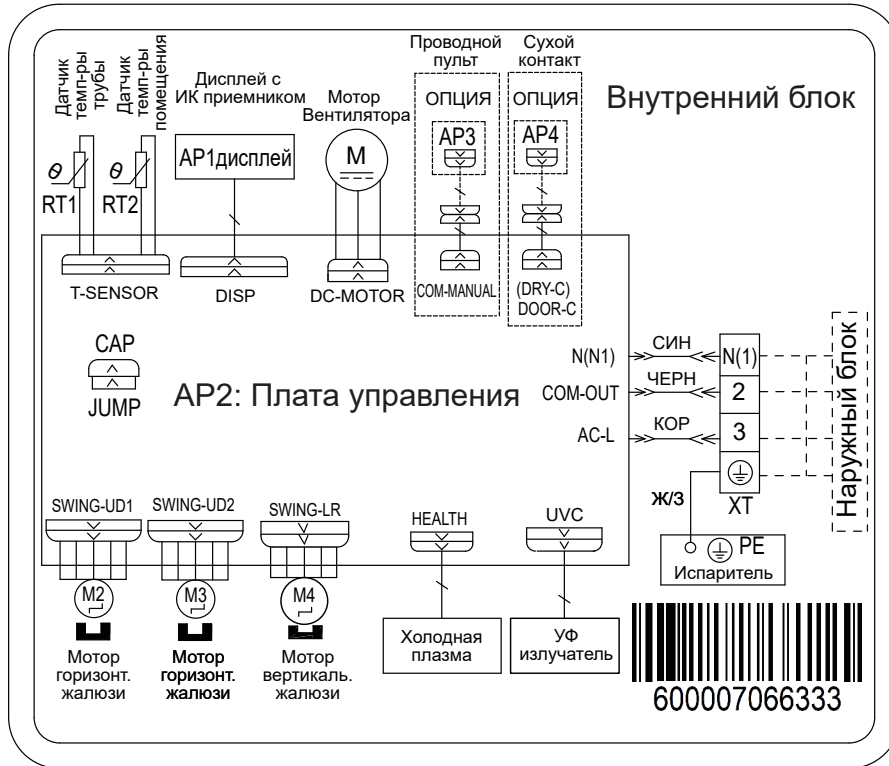 Датчик
темп-ры
трубы
Датчик
темп-ры
помещения
Дисплей с
ИК приемником
Мотор
Вентилятора
Проводной
пульт
Сухой
контакт
Внутренний блок
ОПЦИЯ
ОПЦИЯ
AP3
AP4
AP1дисплей
M
θ
RT1
θ
RT2
T-SENSOR
DISP
DC-MOTOR
COM-MANUAL
(DRY-C)
DOOR-C
CAP
JUMP
AP2: Плата управления
N(N1)
СИН
N(1)
COM-OUT
ЧЕРН
2
AC-L
КОР
3
XT
Ж/З
Наружный блок
PE
Испаритель
SWING-UD1
SWING-UD2
SWING-LR
HEALTH
UVC
M2
M3
M4
Мотор
горизонт.
жалюзи
Мотор
горизонт.
жалюзи
Мотор
вертикаль.
жалюзи
Холодная
плазма
УФ
излучатель
600007066333